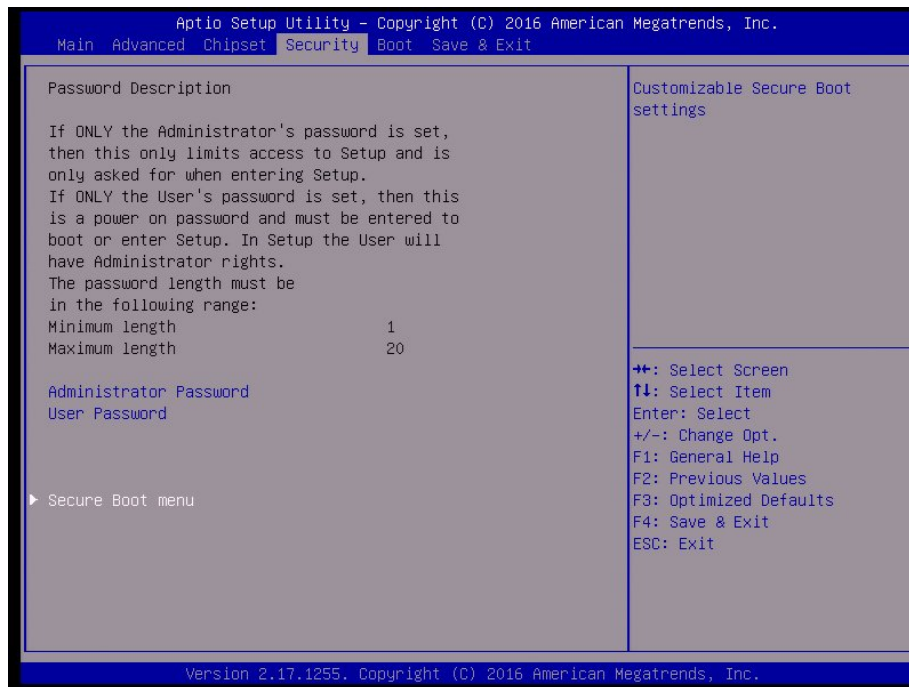 Aptio Setup Utility – Copyright (C) 2016 American Megatrends, Inc.
Main Advanced Chipset Security Boot Save & Exit
Password Description
If ONLY the Administrator's password is set,
then this only limits access to Setup and is
only asked for when entering Setup.
If ONLY the User's password is set, then this
is a power on password and must be entered to
boot or enter Setup. In Setup the User will
have Administrator rights.
The password length must be
in the following range:
Minimum length 1
Maximum length 20
Administrator Password
User Password
Secure Boot menu
Customizable Secure Boot
settings
→←: Select Screen
↑↓: Select Item
Enter: Select
+/-: Change Opt.
F1: General Help
F2: Previous Values
F3: Optimized Defaults
F4: Save & Exit
ESC: Exit
Version 2.17.1255. Copyright (C) 2016 American Megatrends, Inc.